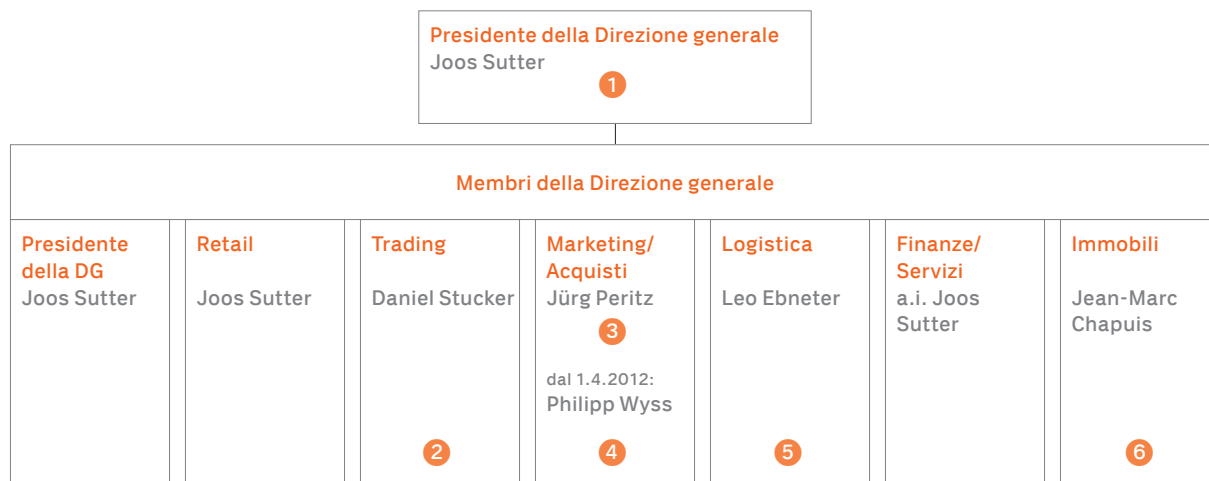 Presidente della Direzione generale
Joos Sutter
1
Membri della Direzione generale
Presidente
della DG
Joos Sutter
Retail
Joos Sutter
Trading
Daniel Stucker
2
Marketing/
Acquisti
Jürg Peritz
3
dal 1.4.2012:
Philipp Wyss
4
Logistica
Leo Ebneter
5
Finanze/
Servizi
a.i. Joos
Sutter
Immobili
Jean-Marc
Chapuis
6